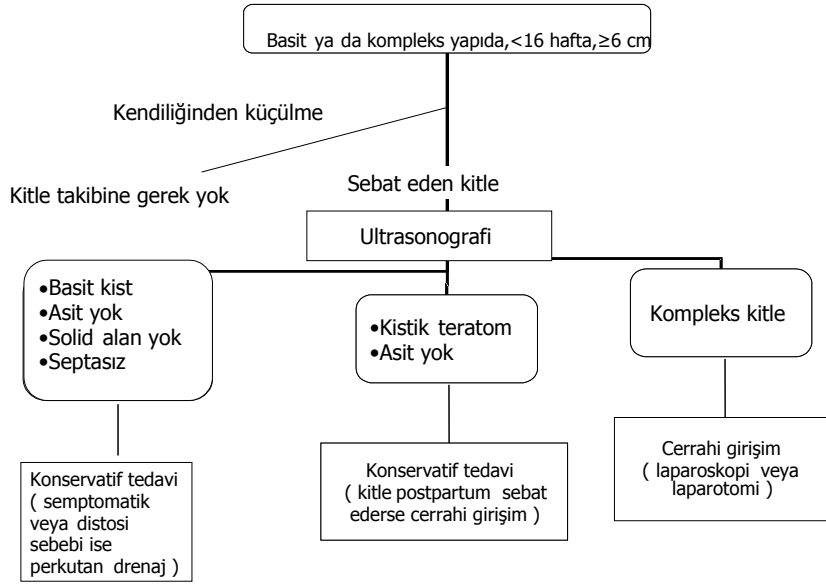 Basit ya da kompleks yapıda,<16 hafta,≥6 cm
Kendiliğinden küçülme
Kitle takibine gerek yok
Sebat eden kitle
Ultrasonografi
•Basit kist
•Asit yok
•Solid alan yok
•Septasız
•Kistik teratom
•Asit yok
Kompleks kitle
Konservatif tedavi
( semptomatik
veya distosi
sebebi ise
perkutan drenaj )
Konservatif tedavi
( kitle postpartum sebat
ederse cerrahi girişim )
Cerrahi girişim
( laparoskopi veya
laparotomi )